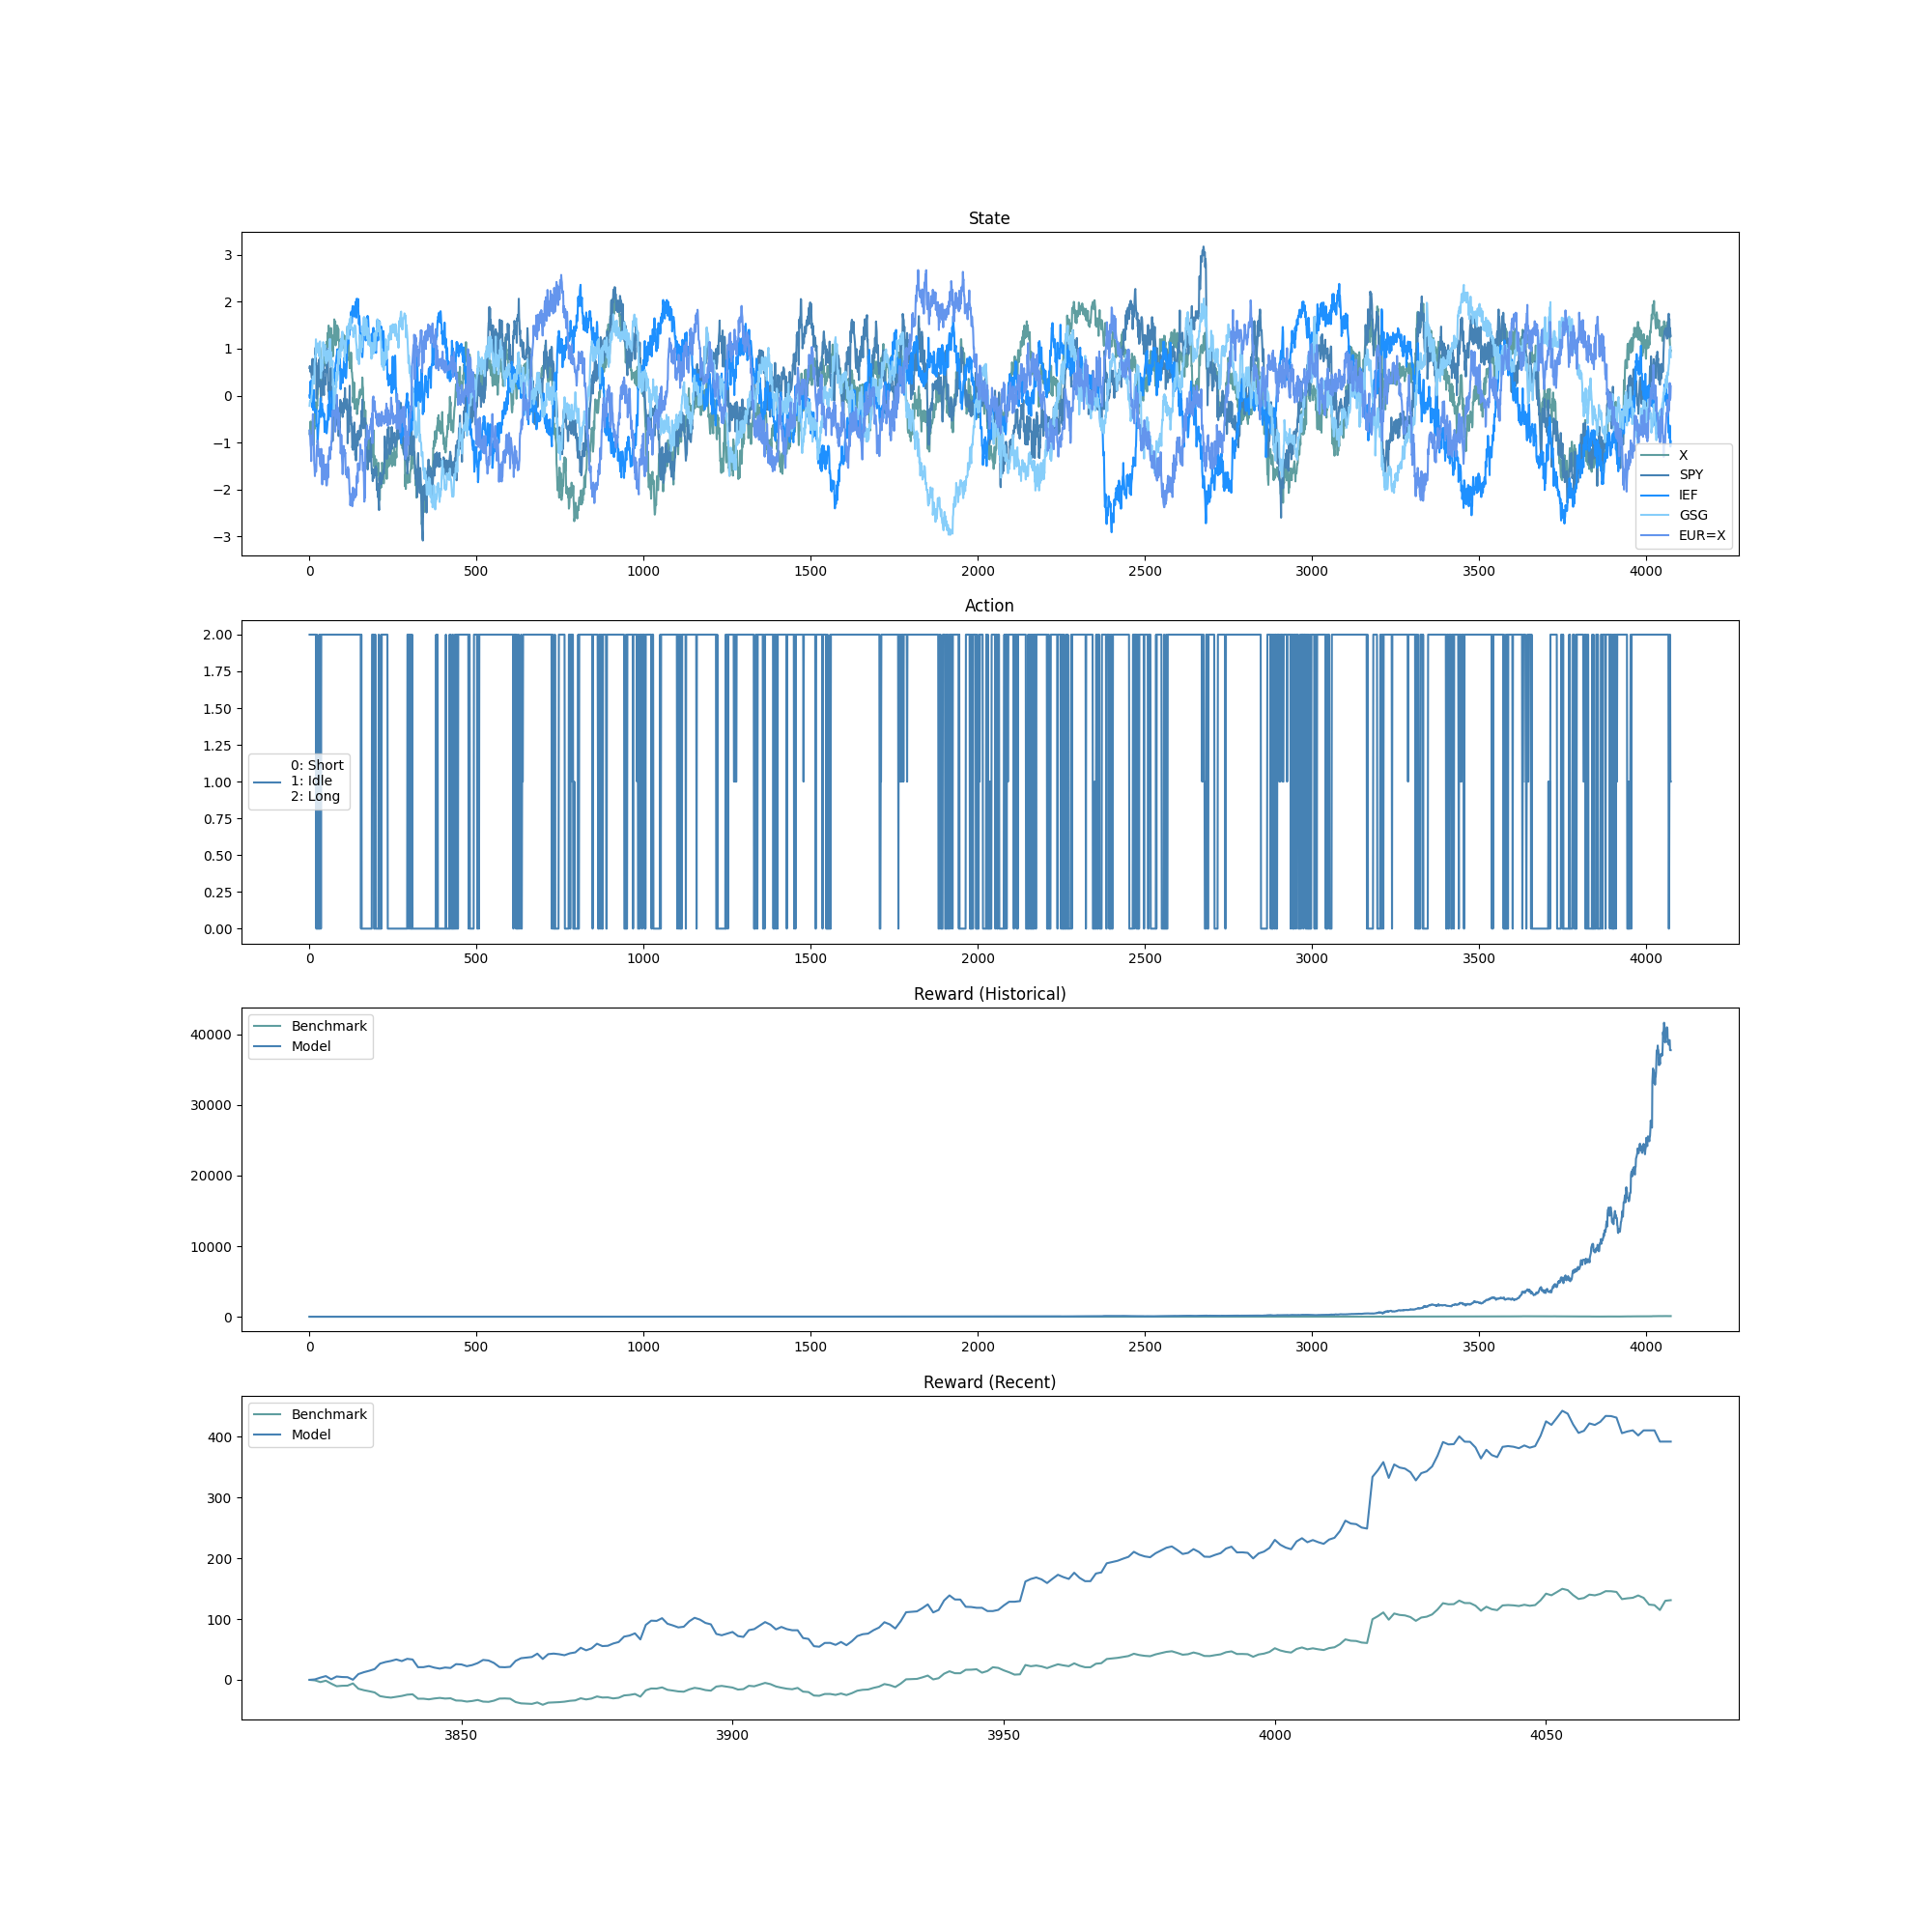 State
3
2
1
0
−1
−2
−3
X
SPY
IEF
GSG
EUR=X
0 500 1000 1500 2000 2500 3000 3500 4000
Action
2.00
1.75
1.50
1.25
1.00
0.75
0.50
0.25
0.00
0: Short
1: Idle
2: Long
0 500 1000 1500 2000 2500 3000 3500 4000
Reward (Historical)
Benchmark
Model
40000
30000
20000
10000
0
0 500 1000 1500 2000 2500 3000 3500 4000
Reward (Recent)
Benchmark
Model
400
300
200
100
0
3850 3900 3950 4000 4050